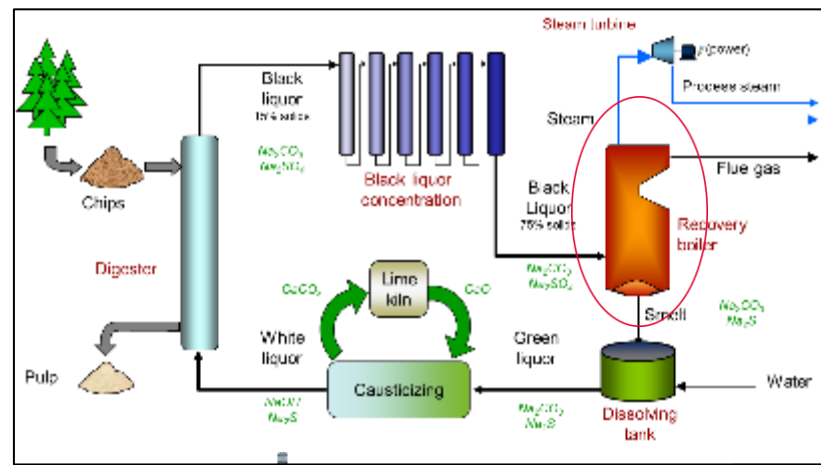 Steam turbine
(power)
Process steam
Black
liquor
15% solids
Steam
Na₂CO₃
Na₂SO₄
Flue gas
Black liquor
concentration
Black
Liquor
75% solids
Chips
Recovery
boiler
Digester
Lime
kiln
CaCO₃
CaO
Na₂CO₃
Na₂SO₄
Smelt
Na₂CO₃
Na₂S
White
liquor
Green
liquor
Pulp
Causticizing
Water
NaOH
Na₂S
Na₂CO₃
Na₂S
Dissolving
tank